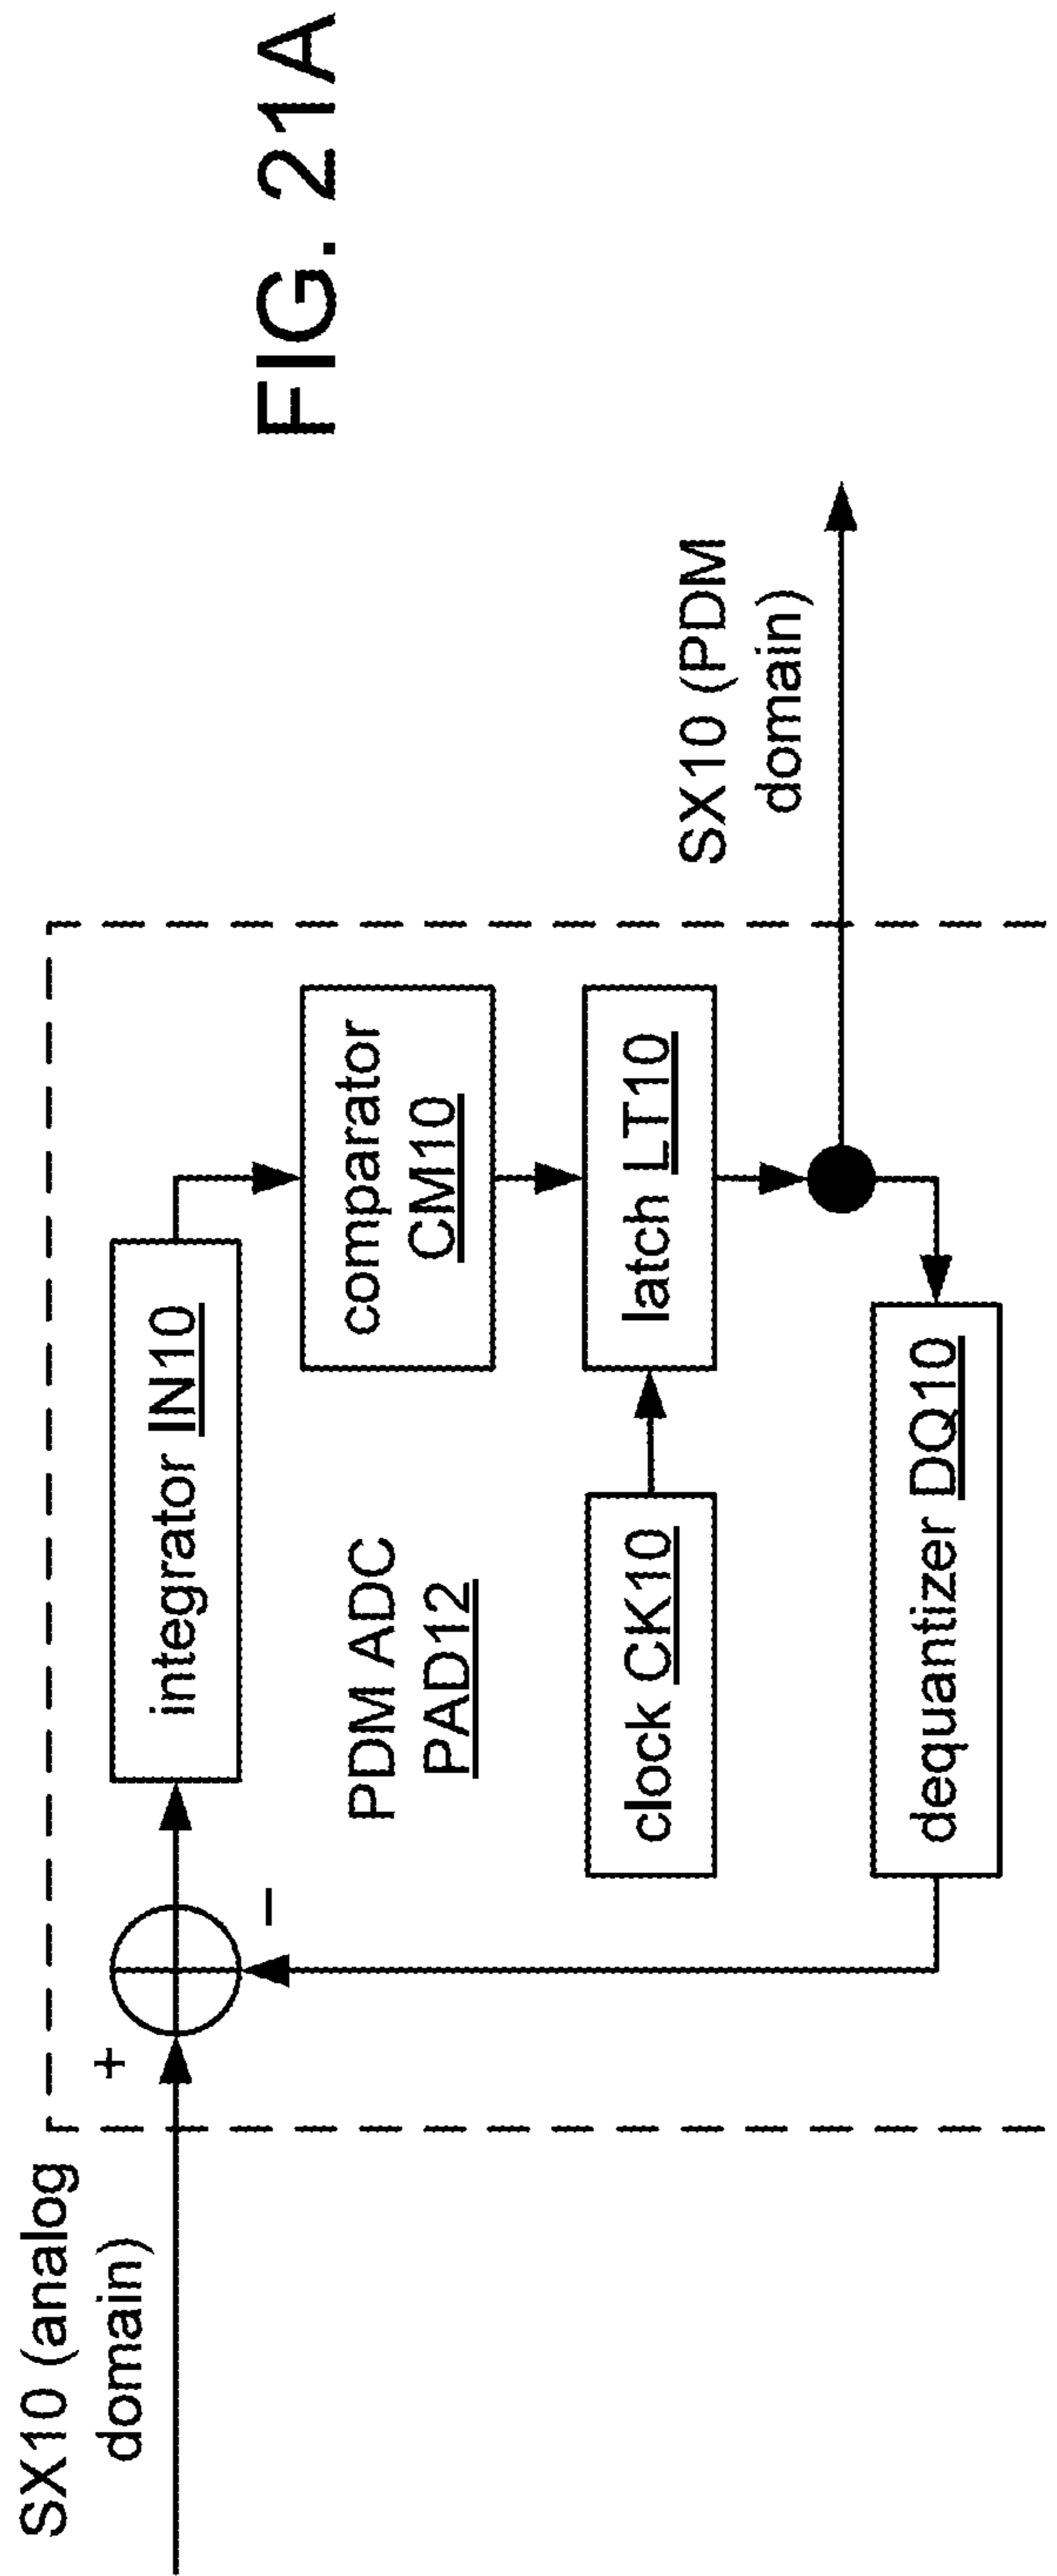 SX10 (analog
domain)
+
−
integrator IN10
comparator
CM10
PDM ADC
PAD12
clock CK10
latch LT10
dequantizer DQ10
SX10 (PDM
domain)
FIG. 21A